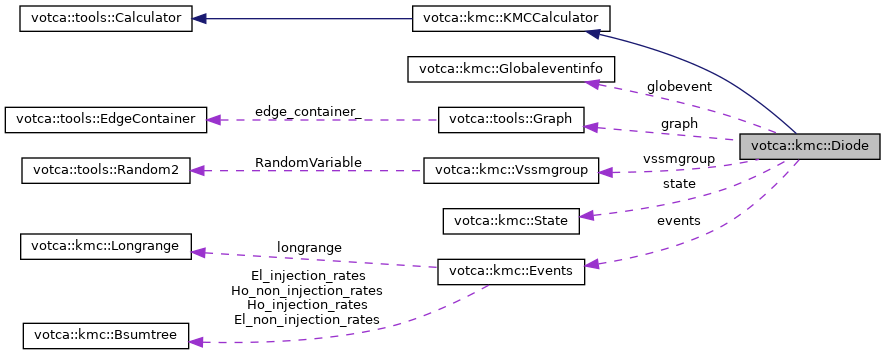 votca::tools::Calculator
votca::kmc::KMCCalculator
votca::kmc::Globaleventinfo
globevent
votca::tools::EdgeContainer
edge_container_
votca::tools::Graph
graph
votca::kmc::Diode
votca::tools::Random2
RandomVariable
votca::kmc::Vssmgroup
vssmgroup
state
votca::kmc::State
events
votca::kmc::Longrange
longrange
votca::kmc::Events
El_injection_rates
Ho_non_injection_rates
Ho_injection_rates
El_non_injection_rates
votca::kmc::Bsumtree